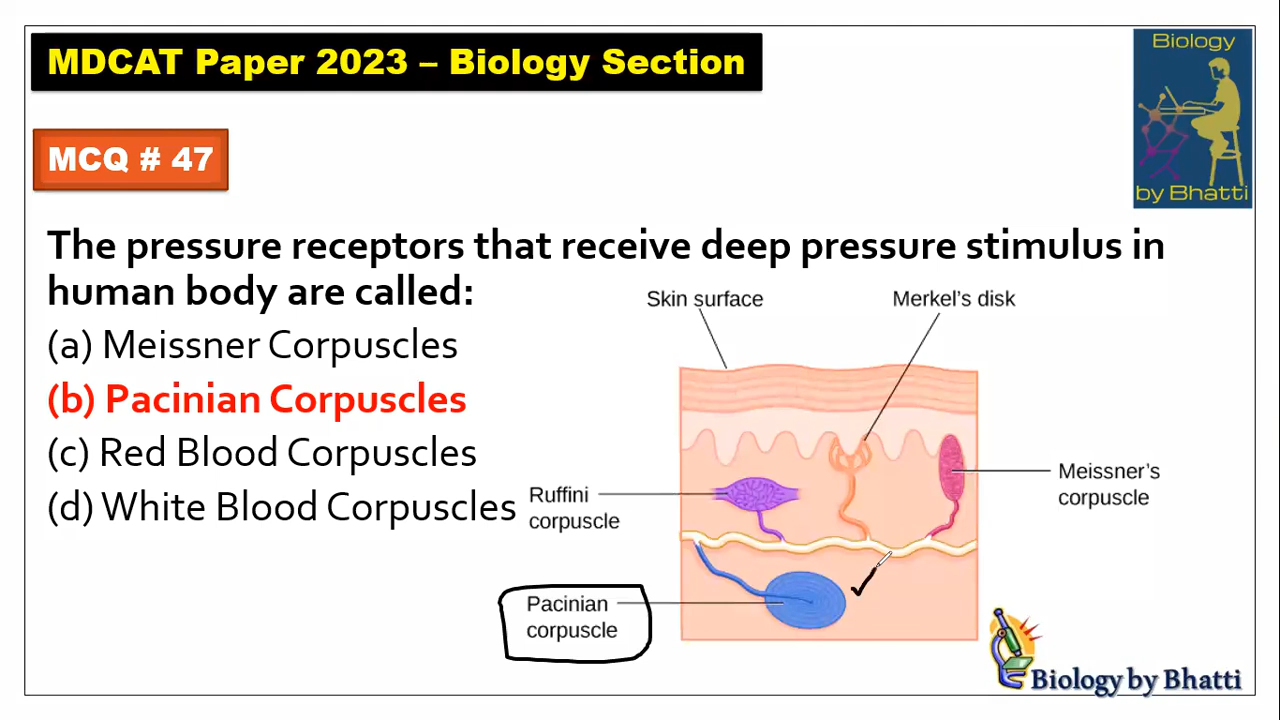 MDCAT Paper 2023 – Biology Section
Biology
by Bhatti
MCQ # 47
The pressure receptors that receive deep pressure stimulus in
human body are called:
(a) Meissner Corpuscles
(b) Pacinian Corpuscles
(c) Red Blood Corpuscles
(d) White Blood Corpuscles
Skin surface
Merkel's disk
Meissner's
corpuscle
Ruffini
corpuscle
Pacinian
corpuscle
Biology by Bhatti